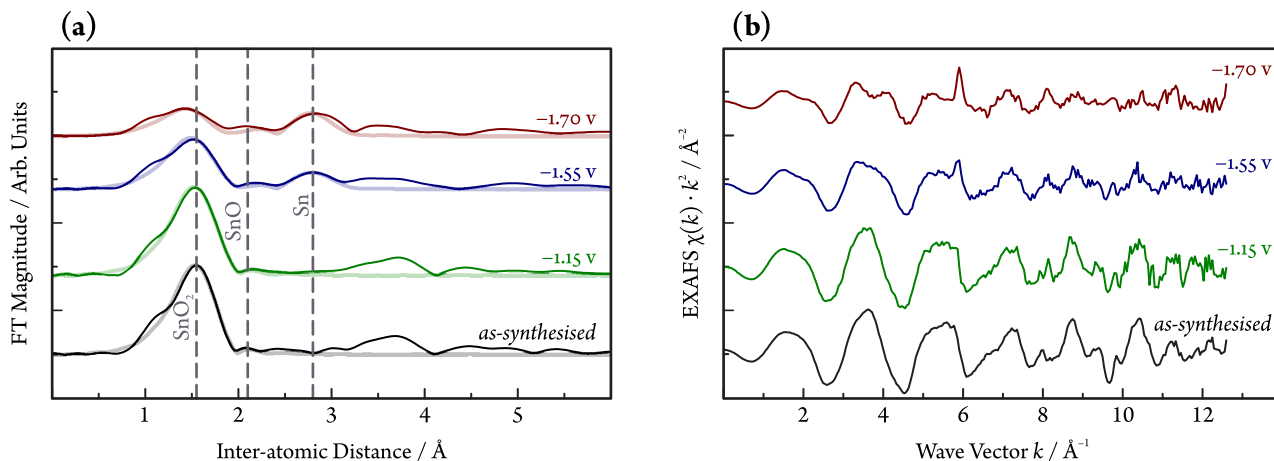 (a)
(b)
FT Magnitude / Arb. Units
−1.70 v
−1.55 v
−1.15 v
as-synthesised
SnO₂
SnO
Sn
1 2 3 4 5
Inter-atomic Distance / Å
EXAFS χ(k) · k² / Å⁻²
−1.70 v
−1.55 v
−1.15 v
as-synthesised
2 4 6 8 10 12
Wave Vector k / Å⁻¹